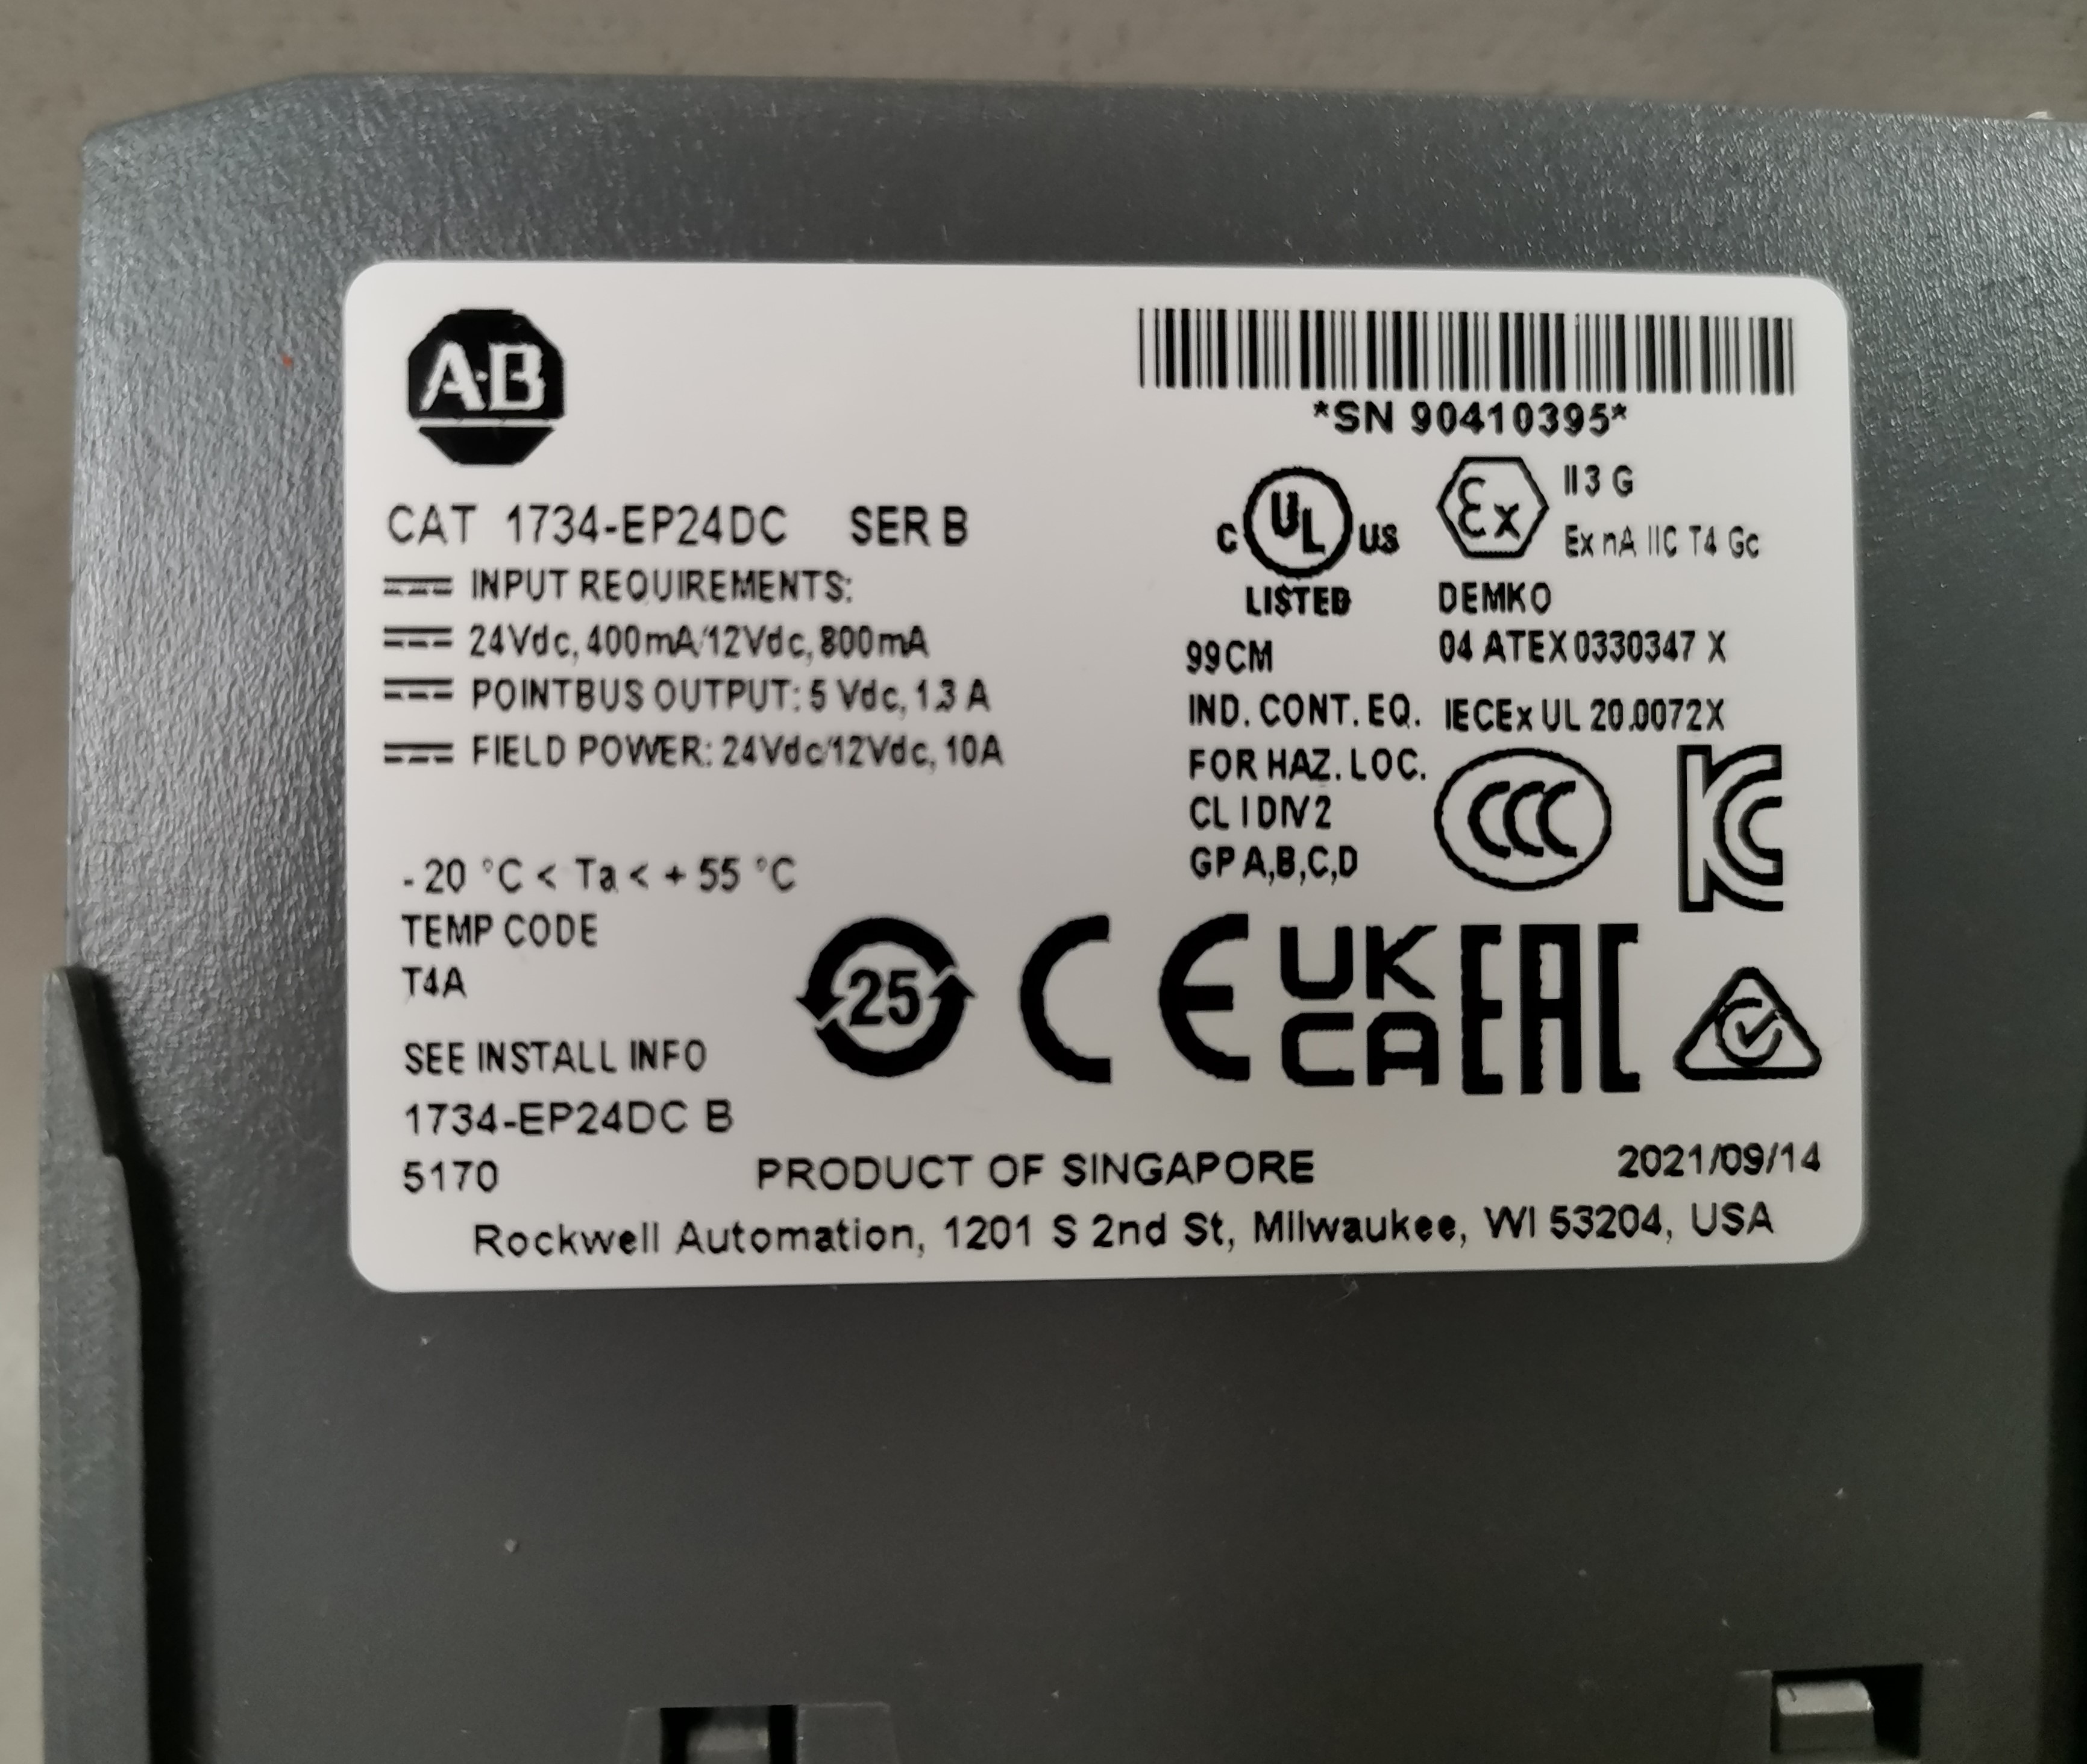 A·B
*SN 90410395*
CAT 1734-EP24DC SER B
INPUT REQUIREMENTS:
24Vdc, 400mA/12Vdc, 800mA
POINTBUS OUTPUT: 5 Vdc, 1.3 A
FIELD POWER: 24Vdc/12Vdc, 10A
-20 °C < Ta < +55 °C
TEMP CODE
T4A
SEE INSTALL INFO
1734-EP24DC B
5170
C UL US
LISTED
99CM
IND. CONT. EQ.
FOR HAZ. LOC.
CL I DIV 2
GP A,B,C,D
Ex II 3 G
Ex nA IIC T4 Gc
DEMKO
04 ATEX 0330347 X
IECEx UL 20.0072X
CCC
KC
25
CE
UK
CA
EAC
PRODUCT OF SINGAPORE
2021/09/14
Rockwell Automation, 1201 S 2nd St, Milwaukee, WI 53204, USA